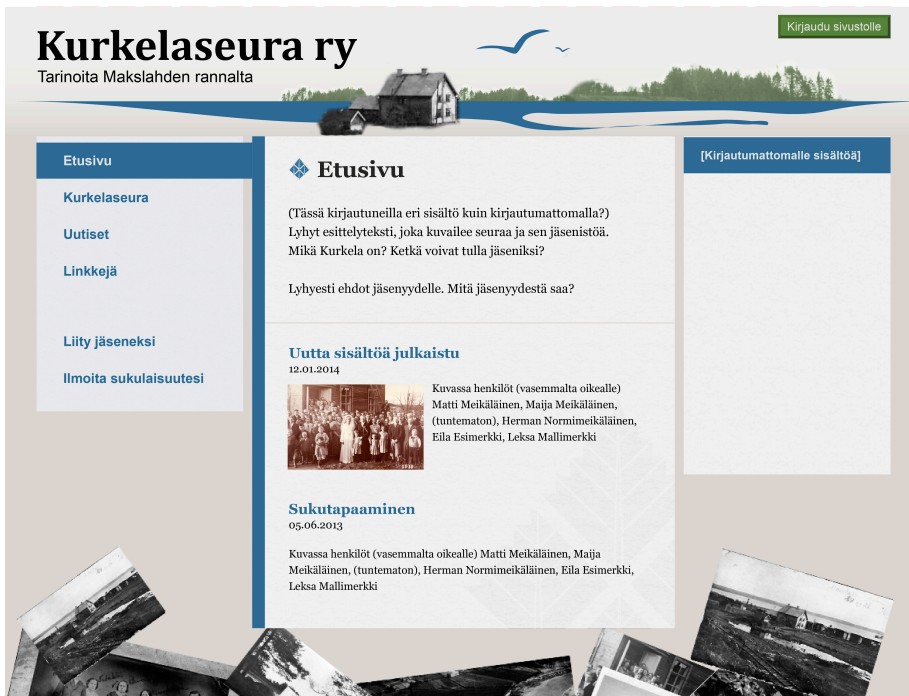 Kurkelaseura ry
Tarinoita Makslahden rannalta
Kirjaudu sivustolle
Etusivu
Kurkelaseura
Uutiset
Linkkejä
Liity jäseneksi
Ilmoita sukulaisuutesi
Etusivu
(Tässä kirjautuneilla eri sisältö kuin kirjautumattomalla?)
Lyhyt esittelyteksti, joka kuvailee seuraa ja sen jäsenistöä.
Mikä Kurkela on? Ketkä voivat tulla jäseniksi?
Lyhyesti ehdot jäsenyydelle. Mitä jäsenyydestä saa?
Uutta sisältöä julkaistu
12.01.2014
Kuvassa henkilöt (vasemmalta oikealle)
Matti Meikäläinen, Maija Meikäläinen,
(tuntematon), Herman Normimeikäläinen,
Eila Esimerkki, Leksa Mallimerkki
Sukutapaaminen
05.06.2013
Kuvassa henkilöt (vasemmalta oikealle) Matti Meikäläinen, Maija
Meikäläinen, (tuntematon), Herman Normimeikäläinen, Eila Esimerkki,
Leksa Mallimerkki
[Kirjautumattomalle sisältöä]